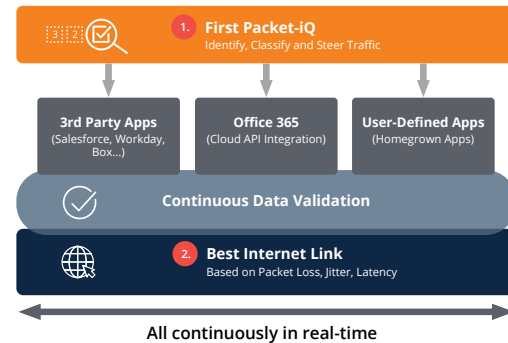 3 2
1. First Packet-iQ
Identify, Classify and Steer Traffic
3rd Party Apps
(Salesforce, Workday,
Box...)
Office 365
(Cloud API Integration)
User-Defined Apps
(Homegrown Apps)
Continuous Data Validation
2. Best Internet Link
Based on Packet Loss, Jitter, Latency
All continuously in real-time